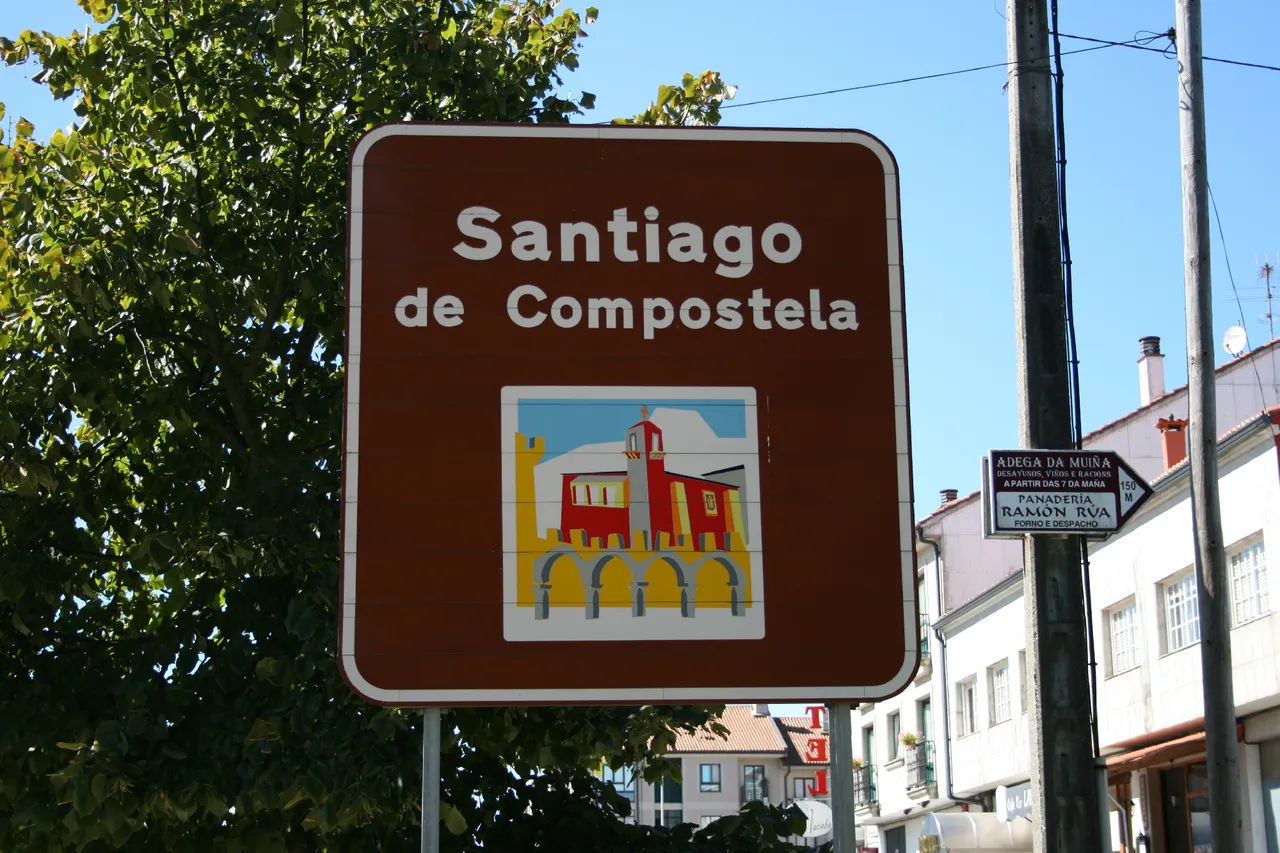 Santiago
de Compostela
ADEGA DA MUIÑA
DESAYUNOS, VIÑOS E RACIÓNS
A PARTIR DAS 7 DA MAÑA
150
M
PANADERÍA
RAMÓN RÚA
FORNO E DESPACHO
T
E
L